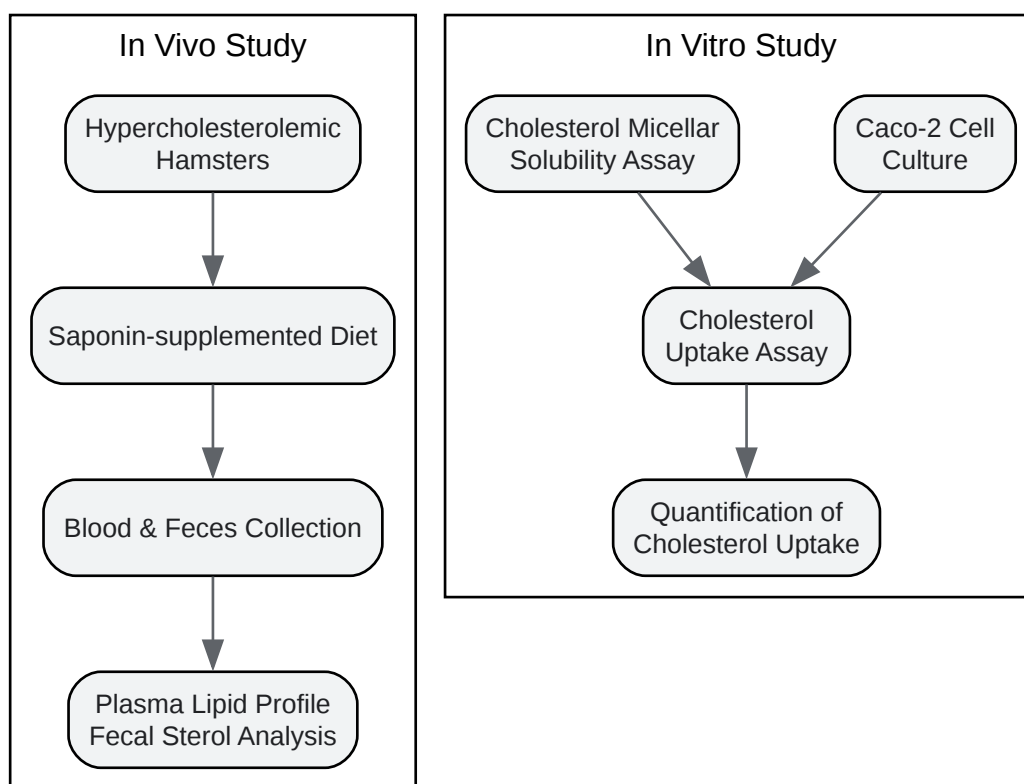 In Vivo Study
Hypercholesterolemic
Hamsters
Saponin-supplemented Diet
Blood & Feces Collection
Plasma Lipid Profile
Fecal Sterol Analysis
In Vitro Study
Cholesterol Micellar
Solubility Assay
Caco-2 Cell
Culture
Cholesterol
Uptake Assay
Quantification of
Cholesterol Uptake